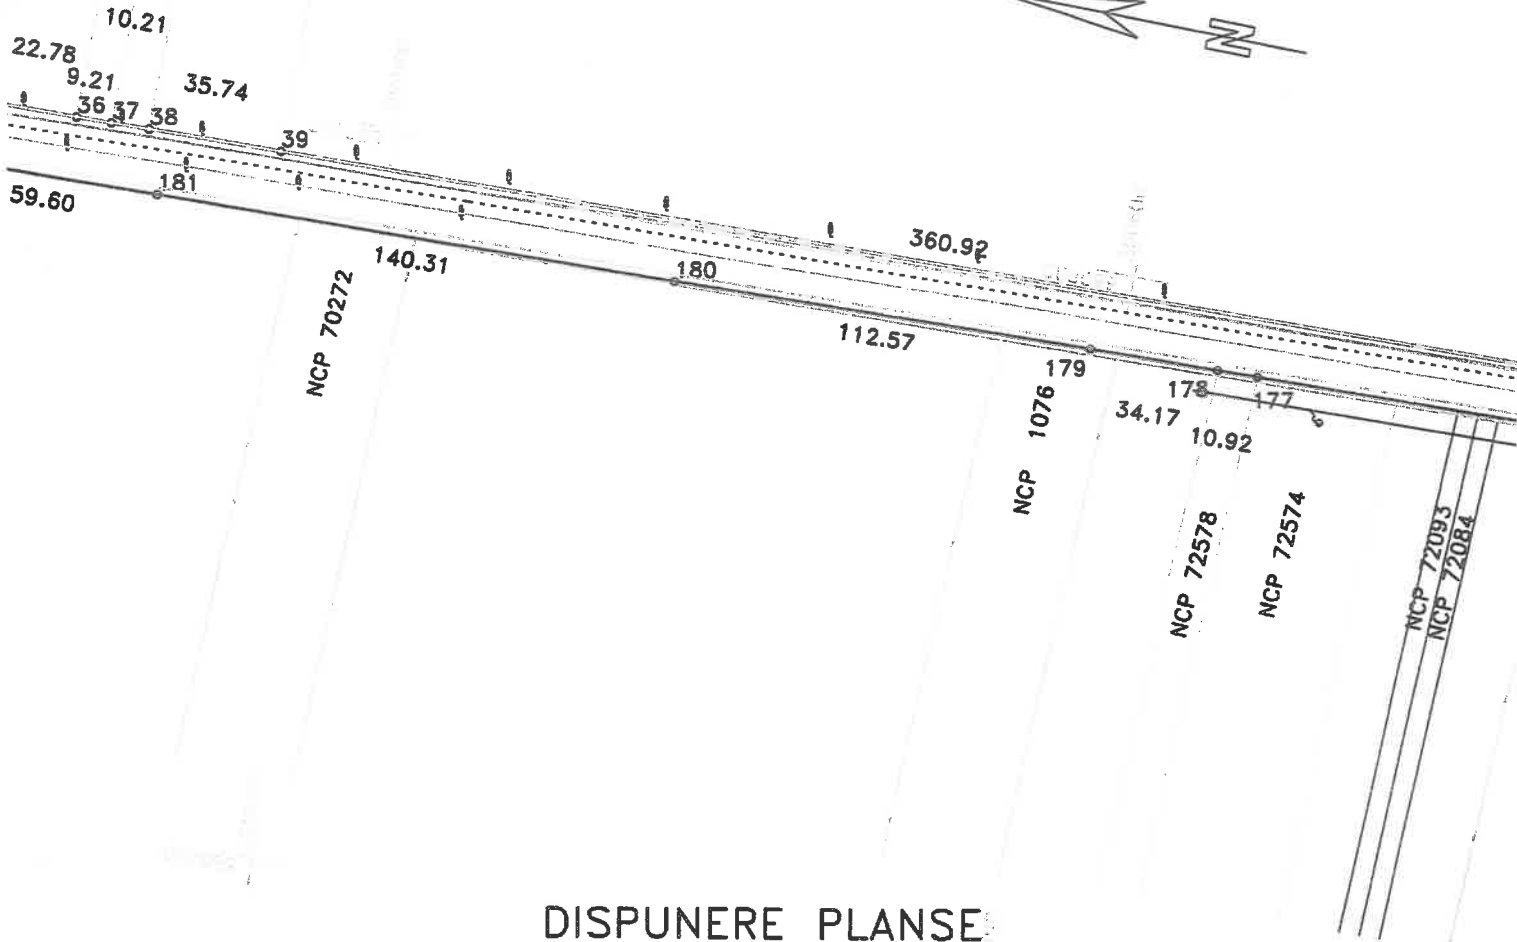 10.21
N
22.78
9.21
35.74
36
37
38
39
181
59.60
360.92
140.31
180
NCP 70272
112.57
179
178
177
NCP 1076
34.17
10.92
NCP 72578
NCP 72574
NCP 72093
NCP 72084
DISPUNERE PLANSE